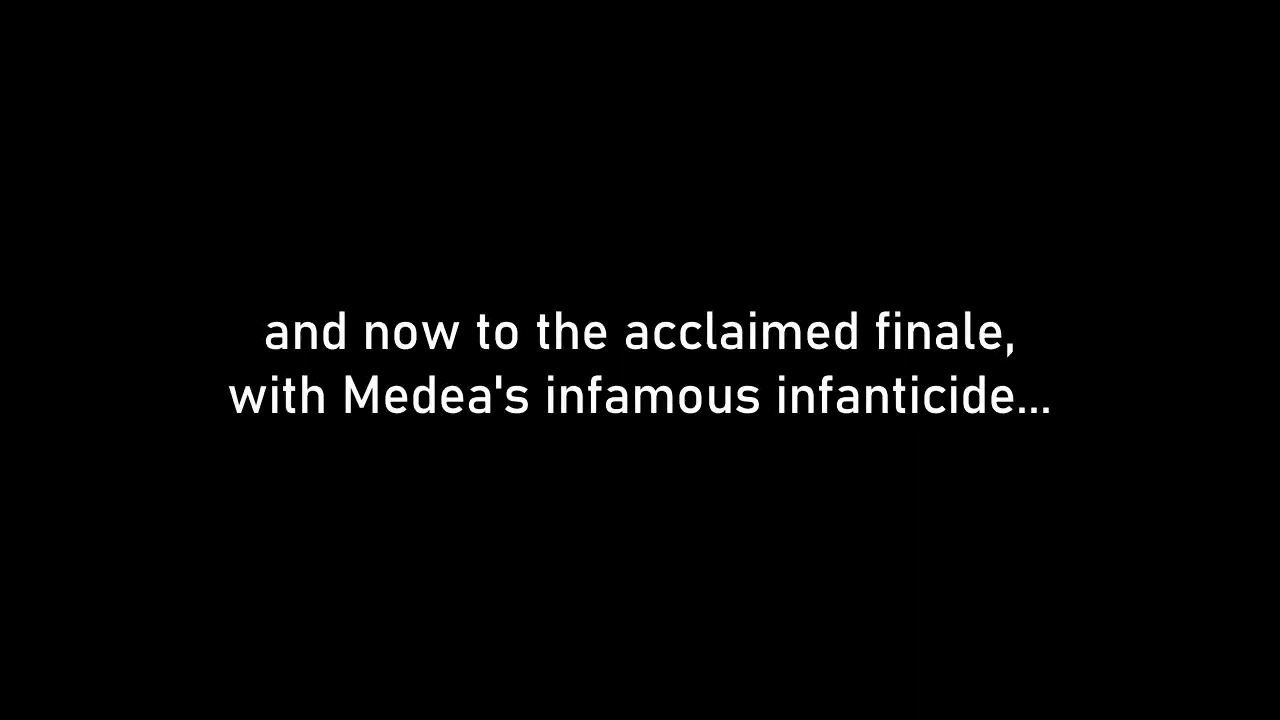 and now to the acclaimed finale,
with Medea's infamous infanticide...